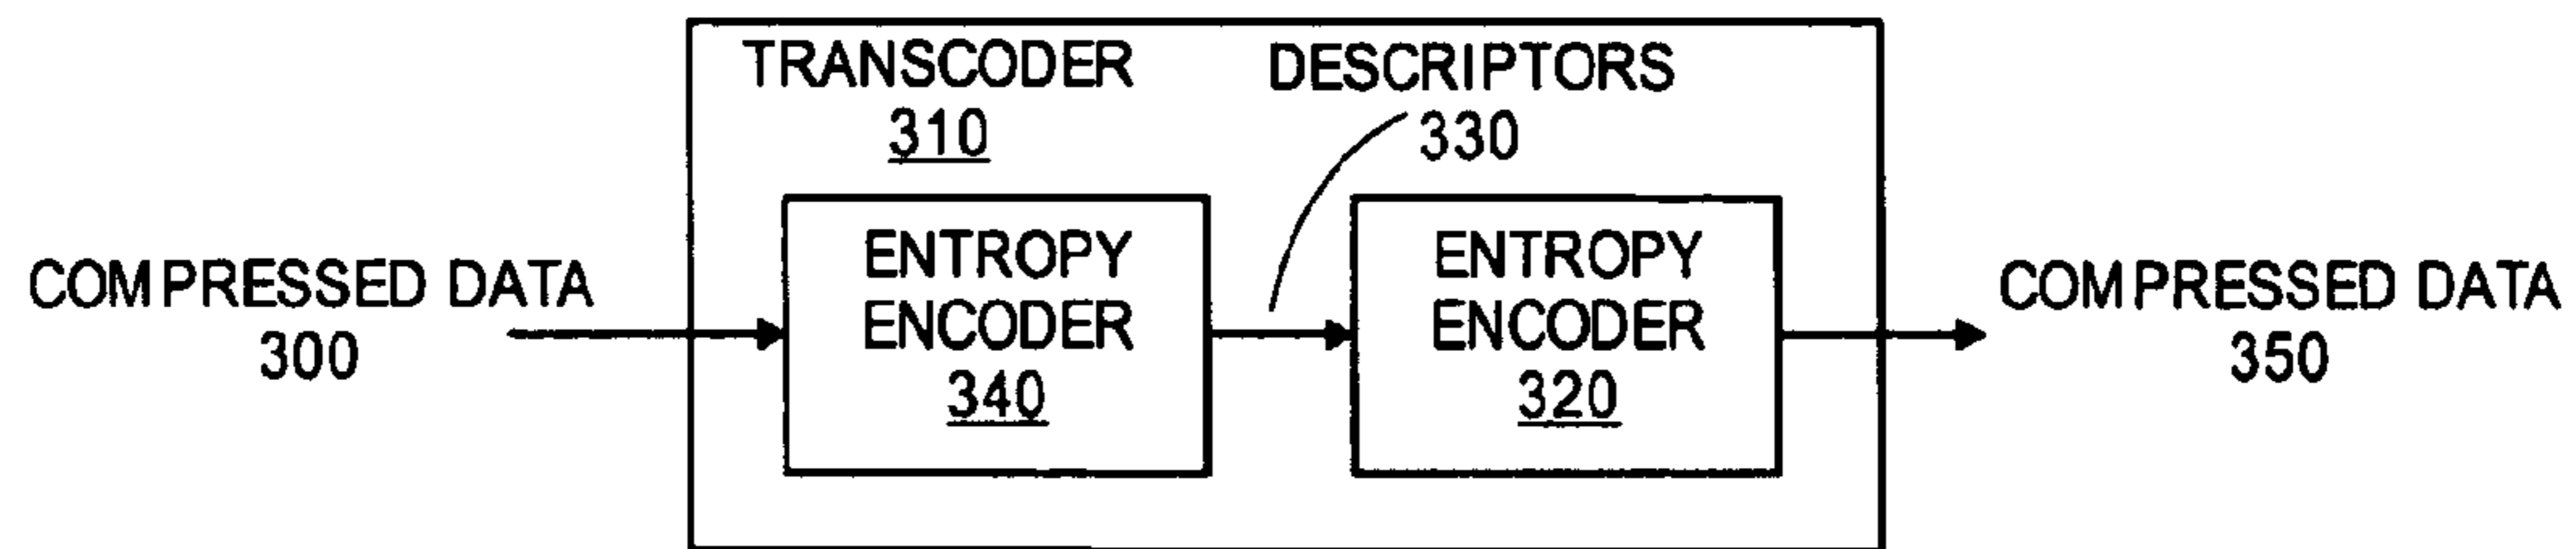 TRANSCODER
310
DESCRIPTORS
330
COMPRESSED DATA
300
ENTROPY
ENCODER
340
ENTROPY
ENCODER
320
COMPRESSED DATA
350